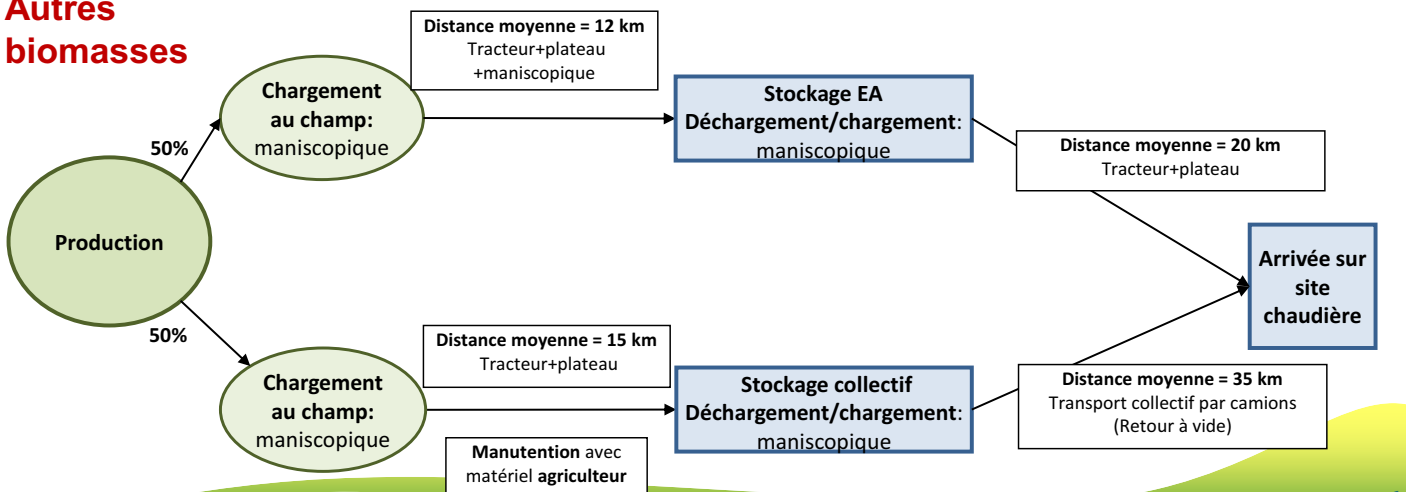 Autres
biomasses
Distance moyenne = 12 km
Tracteur+plateau
+maniscopique
Chargement
au champ:
maniscopique
Stockage EA
Déchargement/chargement:
maniscopique
50%
Distance moyenne = 20 km
Tracteur+plateau
Production
Arrivée sur
site
chaudière
50%
Distance moyenne = 15 km
Tracteur+plateau
Chargement
au champ:
maniscopique
Stockage collectif
Déchargement/chargement:
maniscopique
Distance moyenne = 35 km
Transport collectif par camions
(Retour à vide)
Manutention avec
matériel agriculteur